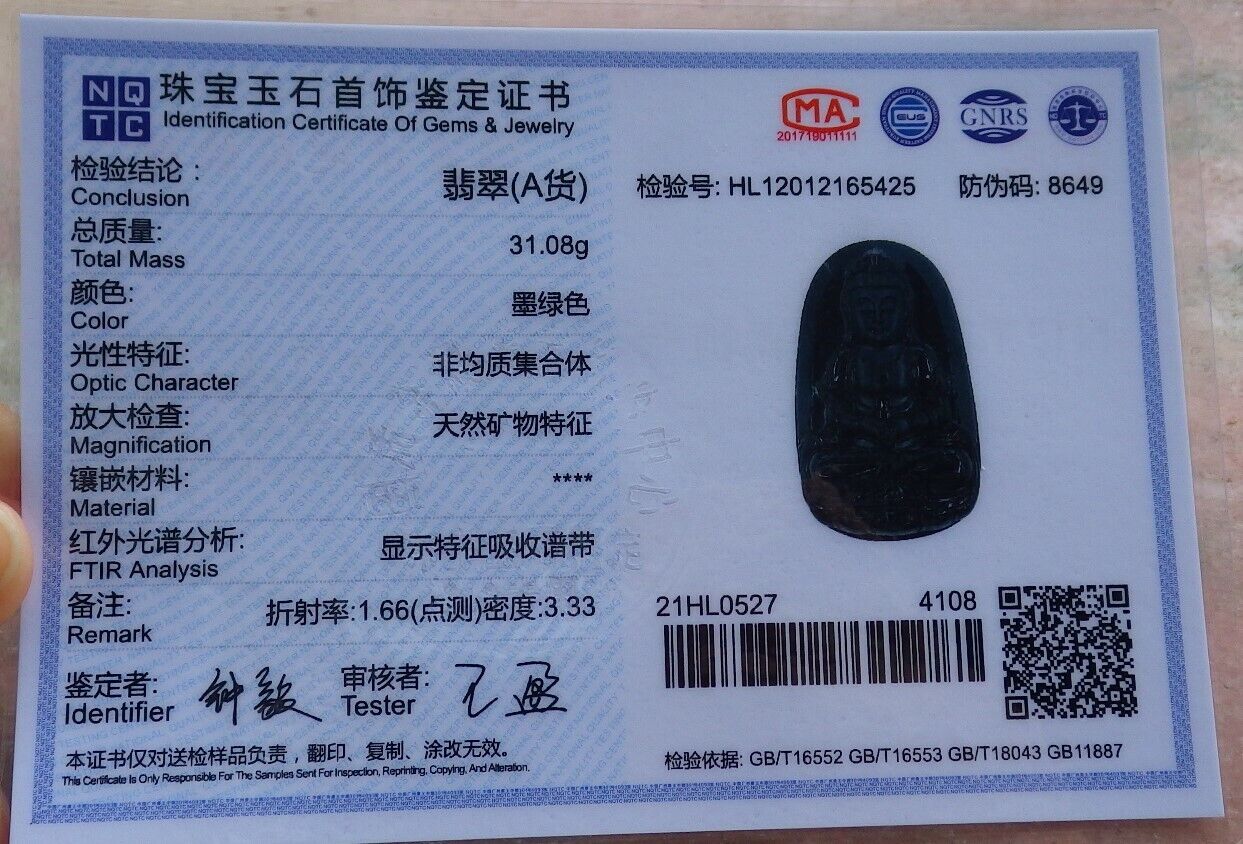 NQTC
珠宝玉石首饰鉴定证书
Identification Certificate Of Gems & Jewelry
MA
201719011111
GNRS
检验结论：
Conclusion
翡翠(A货)
总质量:
Total Mass
31.08g
颜色:
Color
墨绿色
光性特征:
Optic Character
非均质集合体
放大检查:
Magnification
天然矿物特征
镶嵌材料:
Material
****
红外光谱分析:
FTIR Analysis
显示特征吸收谱带
备注:
Remark
折射率:1.66(点测)密度:3.33
鉴定者:
Identifier
审核者:
Tester
本证书仅对送检样品负责，翻印、复制、涂改无效。
This Certificate Is Only Responsible For The Samples Sent For Inspection, Reprinting, Copying, And Alteration.
检验号: HL12012165425 防伪码: 8649
21HL0527 4108
检验依据: GB/T16552 GB/T16553 GB/T18043 GB11887